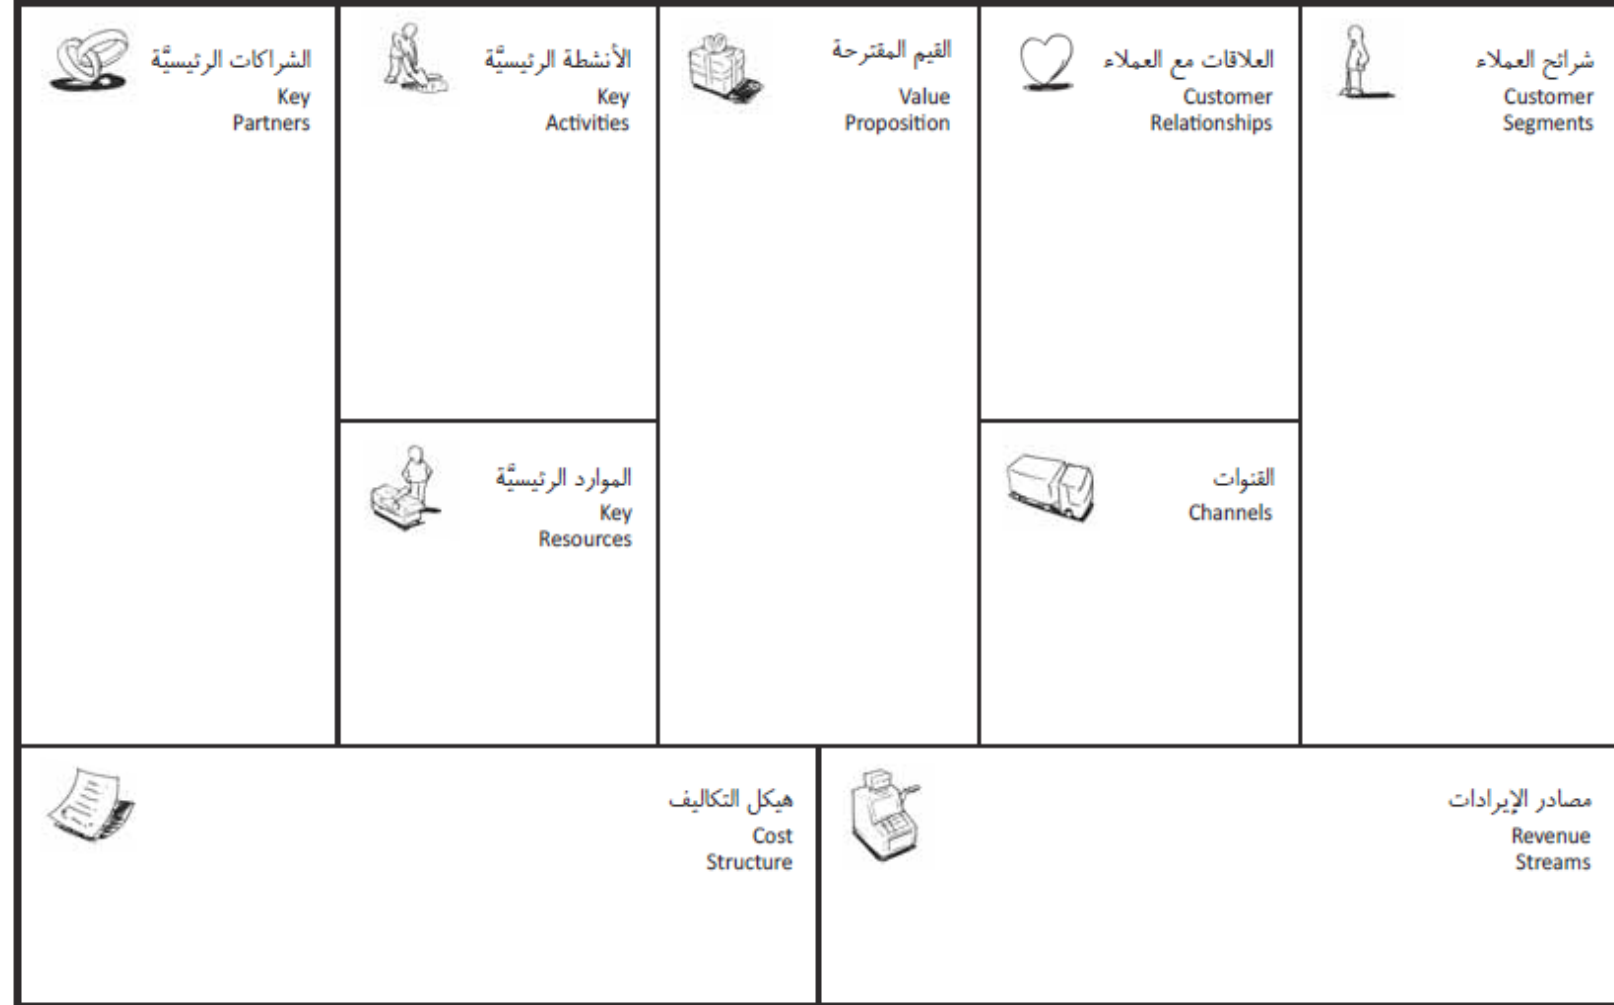 الشراكات الرئيسيَّة
Key
Partners
الأنشطة الرئيسيَّة
Key
Activities
الموارد الرئيسيَّة
Key
Resources
القيم المقترحة
Value
Proposition
العلاقات مع العملاء
Customer
Relationships
القنوات
Channels
شرائح العملاء
Customer
Segments
هيكل التكاليف
Cost
Structure
مصادر الإيرادات
Revenue
Streams